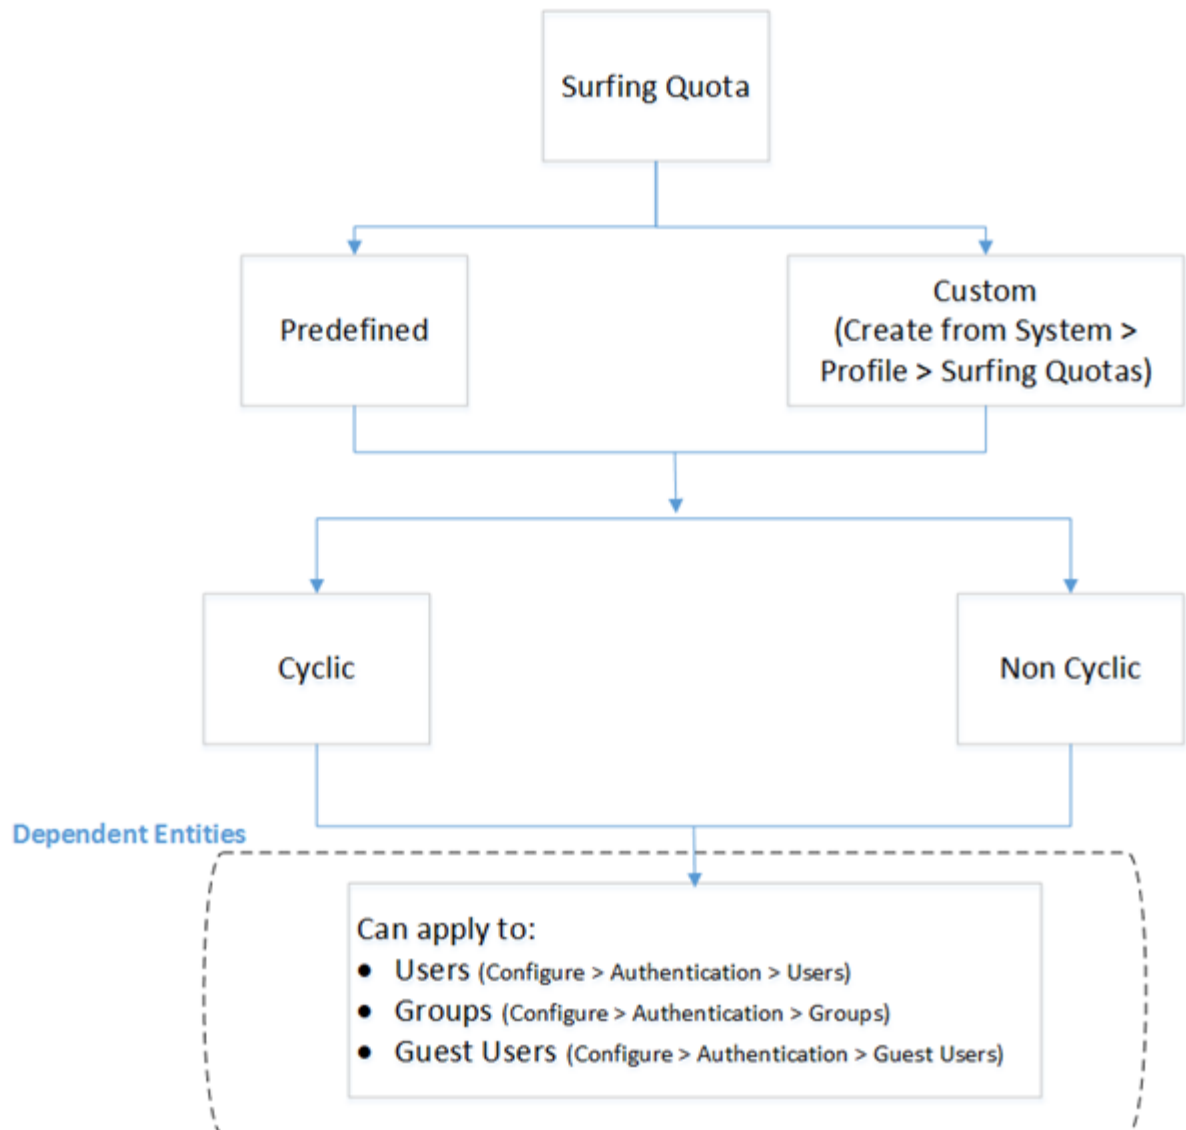 Surfing Quota
Predefined
Custom
(Create from System >
Profile > Surfing Quotas)
Cyclic
Non Cyclic
Dependent Entities
Can apply to:
● Users (Configure > Authentication > Users)
● Groups (Configure > Authentication > Groups)
● Guest Users (Configure > Authentication > Guest Users)